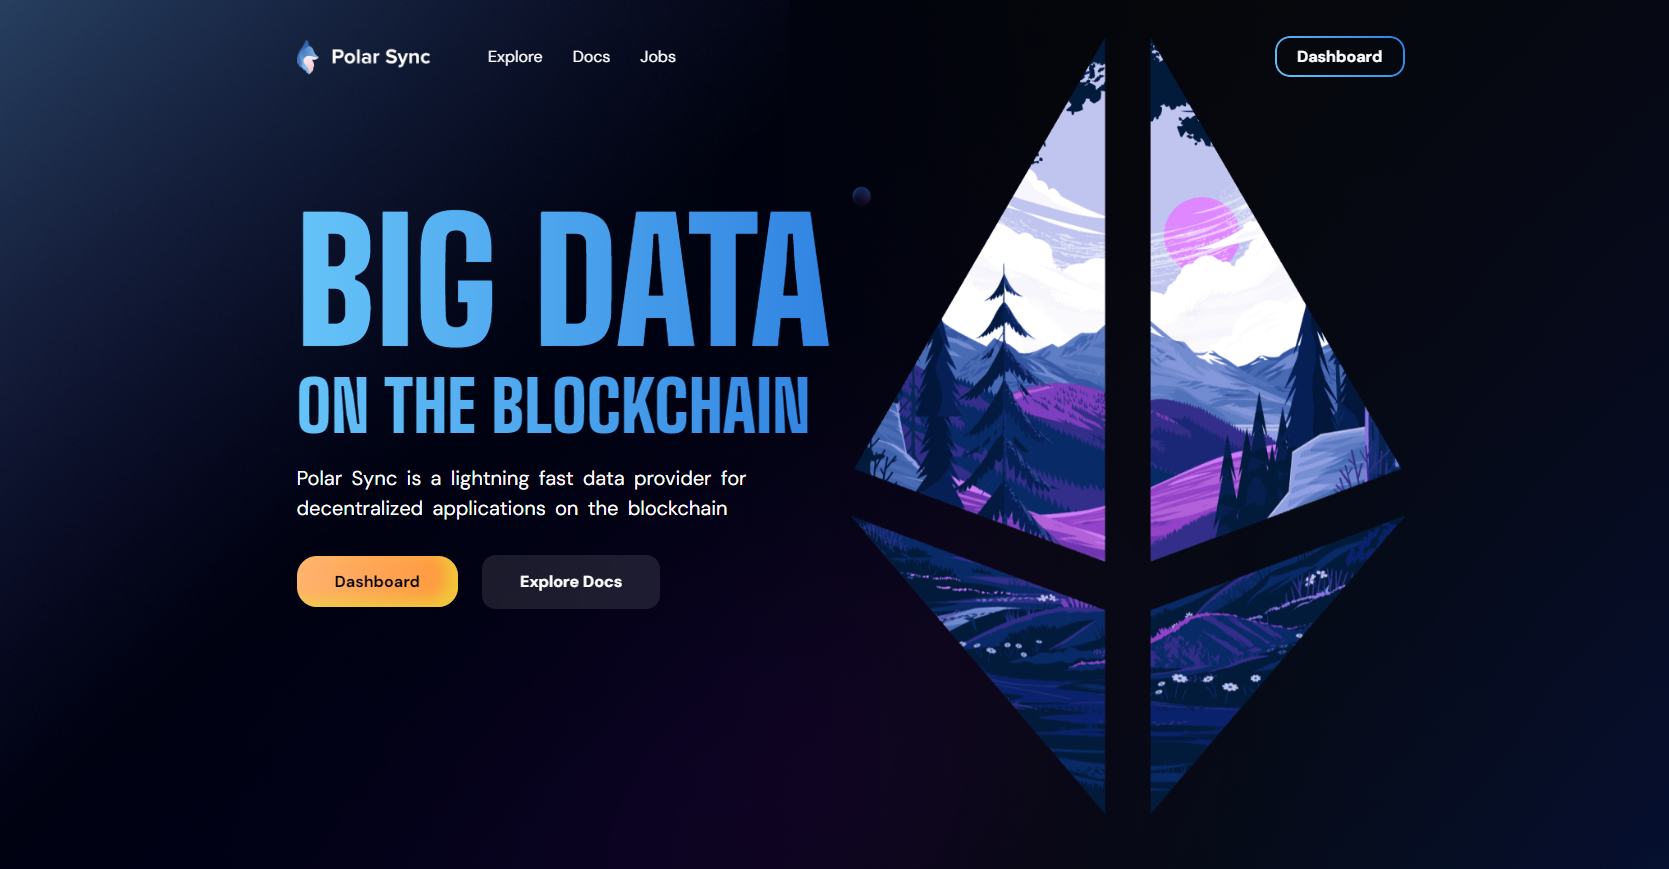 Polar Sync
Explore
Docs
Jobs
Dashboard
BIG DATA
ON THE BLOCKCHAIN
Polar Sync is a lightning fast data provider for
decentralized applications on the blockchain
Dashboard
Explore Docs